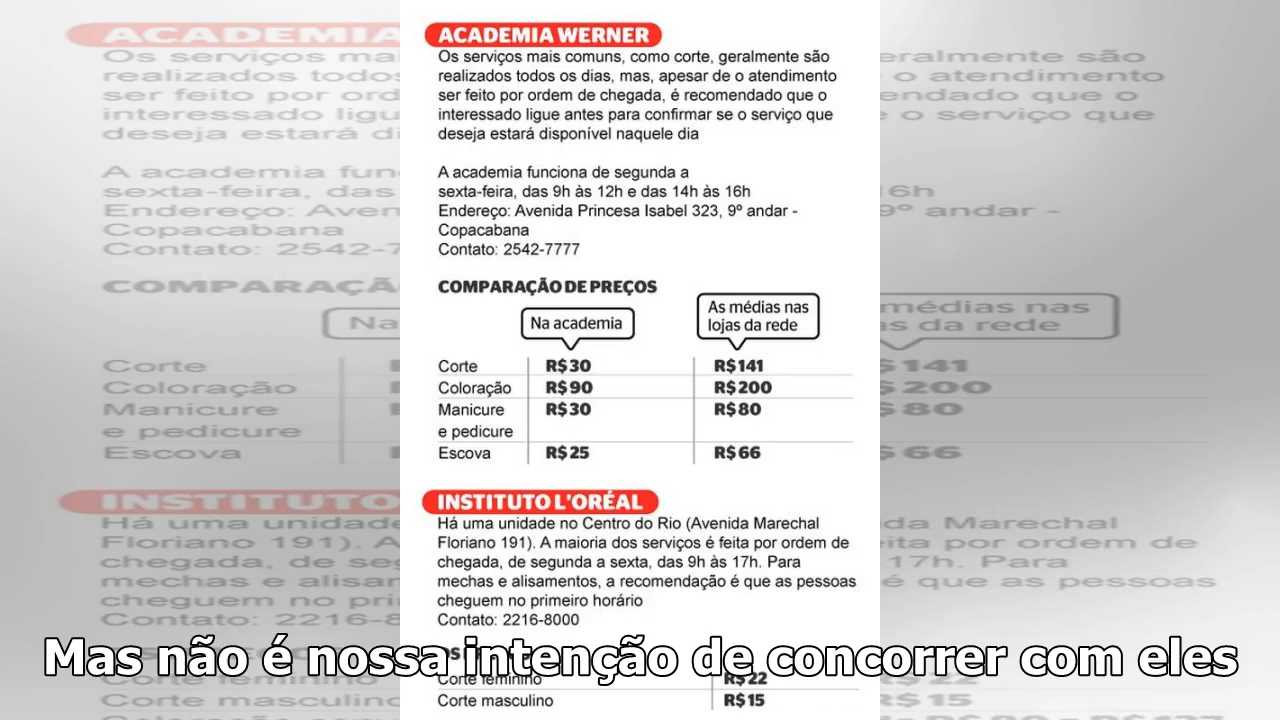 ACADEMIA WERNER
Os serviços mais comuns, como corte, geralmente são
realizados todos os dias, mas, apesar de o atendimento
ser feito por ordem de chegada, é recomendado que o
interessado ligue antes para confirmar se o serviço que
deseja estará disponível naquele dia
A academia funciona de segunda a
sexta-feira, das 9h às 12h e das 14h às 16h
Endereço: Avenida Princesa Isabel 323, 9º andar -
Copacabana
Contato: 2542-7777
COMPARAÇÃO DE PREÇOS
Na academia
As médias nas
lojas da rede
Corte R$30 R$141
Coloração R$90 R$200
Manicure R$30 R$80
e pedicure
Escova R$25 R$66
INSTITUTO L'ORÉAL
Há uma unidade no Centro do Rio (Avenida Marechal
Floriano 191). A maioria dos serviços é feita por ordem de
chegada, de segunda a sexta, das 9h às 17h. Para
mechas e alisamentos, a recomendação é que as pessoas
cheguem no primeiro horário
Contato: 2216-8000
Mas não é nossa intenção de concorrer com eles
Corte feminino R$22
Corte masculino R$15